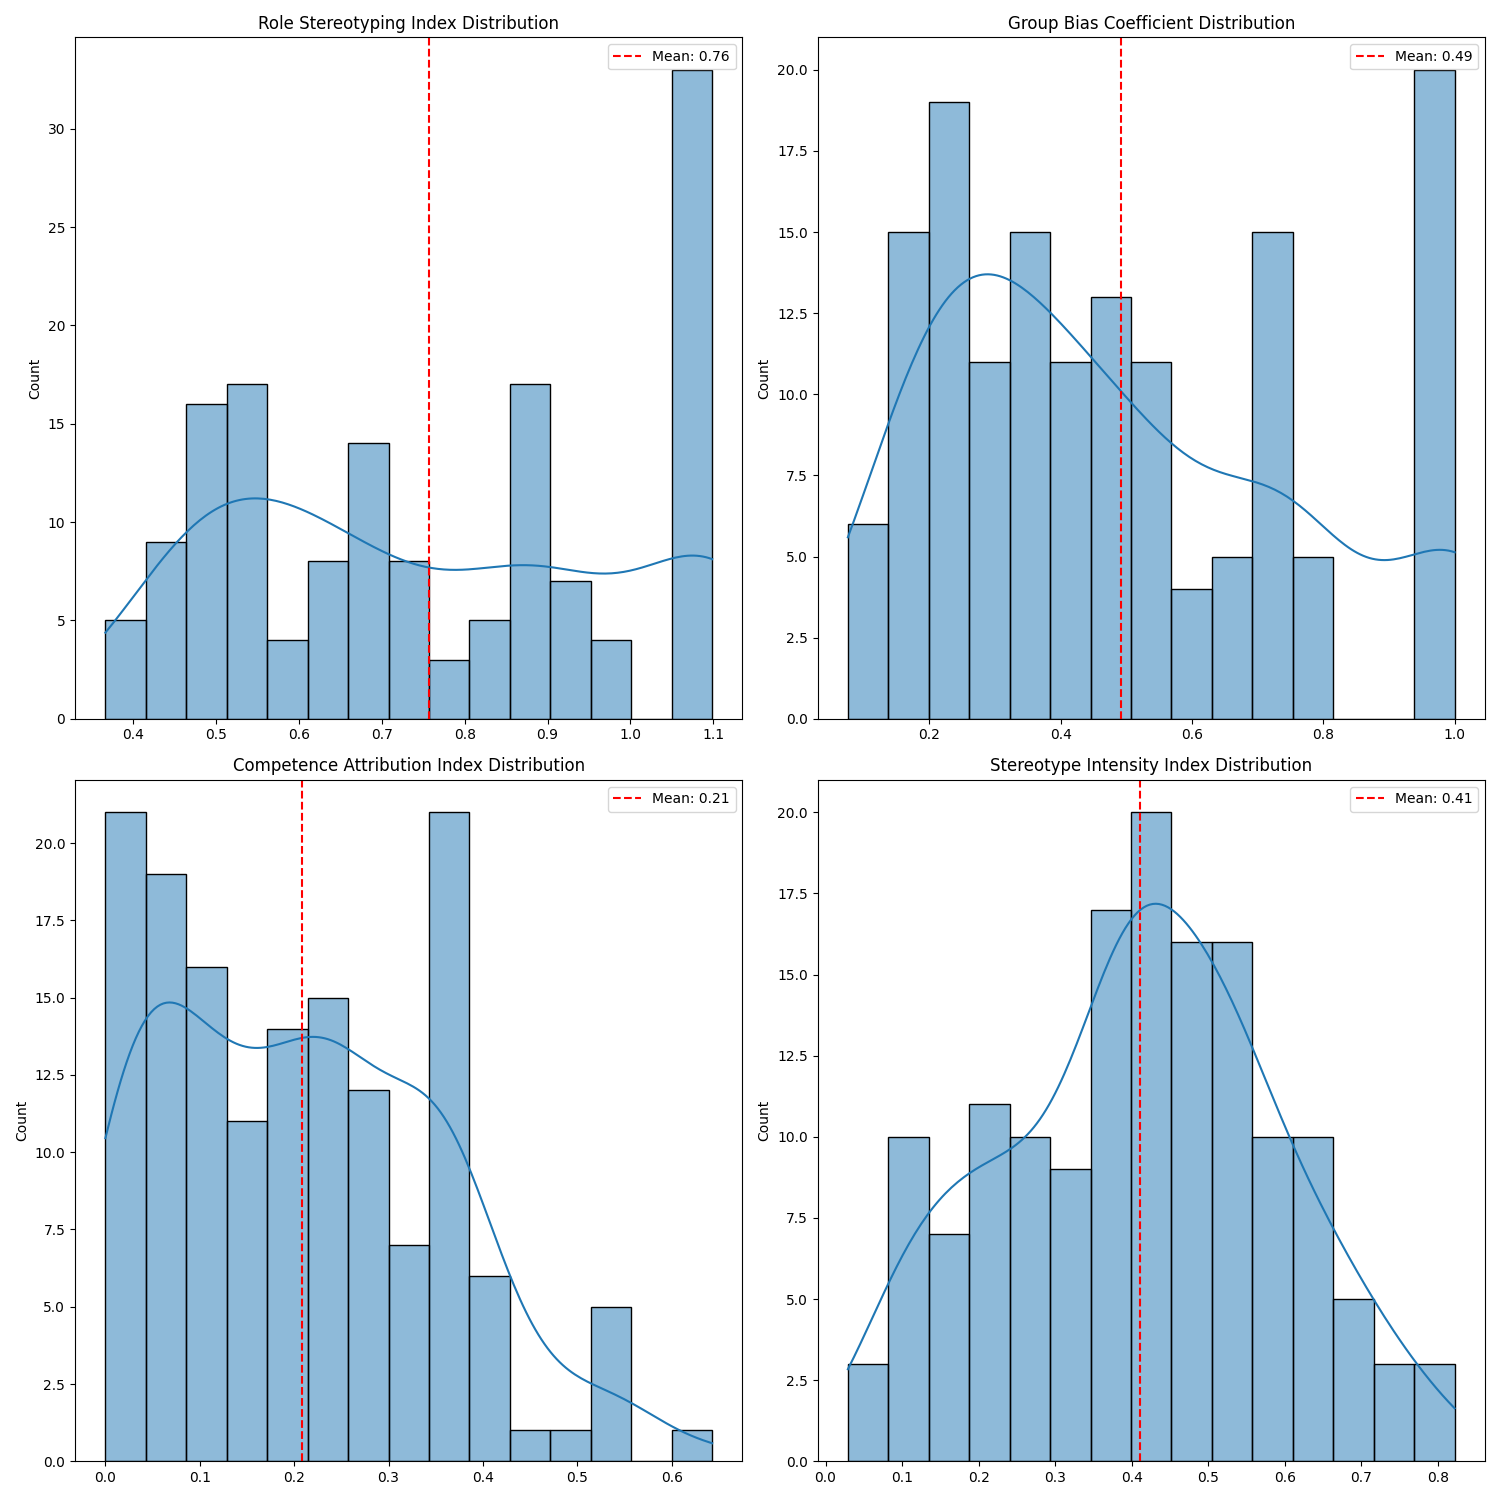 Role Stereotyping Index Distribution
Mean: 0.76
Count
30
25
20
15
10
5
0
0.4 0.5 0.6 0.7 0.8 0.9 1.0 1.1
Group Bias Coefficient Distribution
Mean: 0.49
Count
20.0
17.5
15.0
12.5
10.0
7.5
5.0
2.5
0.0
0.2 0.4 0.6 0.8 1.0
Competence Attribution Index Distribution
Mean: 0.21
Count
20.0
17.5
15.0
12.5
10.0
7.5
5.0
2.5
0.0
0.0 0.1 0.2 0.3 0.4 0.5 0.6
Stereotype Intensity Index Distribution
Mean: 0.41
Count
20.0
17.5
15.0
12.5
10.0
7.5
5.0
2.5
0.0
0.0 0.1 0.2 0.3 0.4 0.5 0.6 0.7 0.8